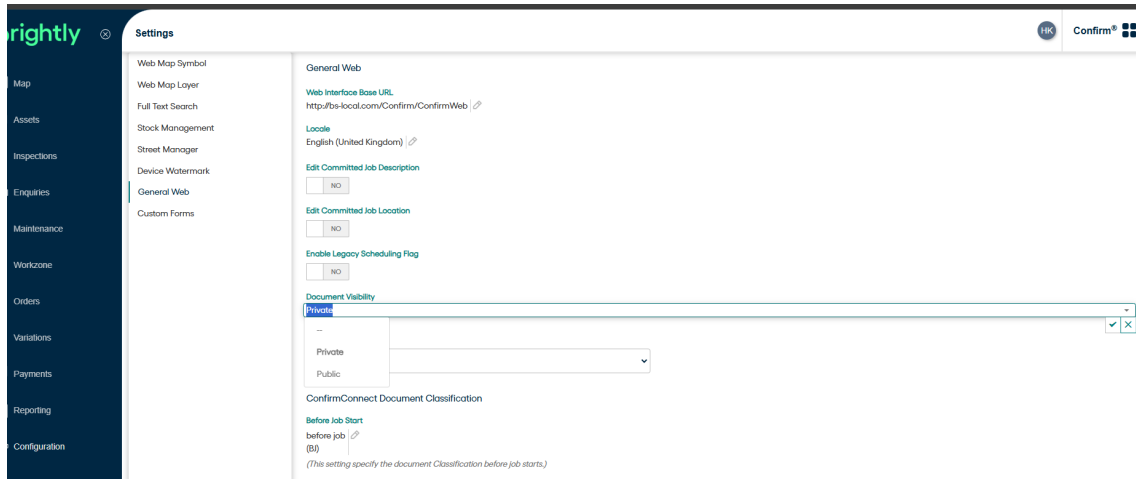 rightly
Settings
HK
Confirm®
Map
Assets
Inspections
Enquiries
Maintenance
Workzone
Orders
Variations
Payments
Reporting
Configuration
Web Map Symbol
Web Map Layer
Full Text Search
Stock Management
Street Manager
Device Watermark
General Web
Custom Forms
General Web
Web Interface Base URL
http://bs-local.com/Confirm/ConfirmWeb
Locale
English (United Kingdom)
Edit Committed Job Description
NO
Edit Committed Job Location
NO
Enable Legacy Scheduling Flag
NO
Document Visibility
Private
--
Private
Public
ConfirmConnect Document Classification
Before Job Start
before job
(BJ)
(This setting specify the document Classification before job starts.)